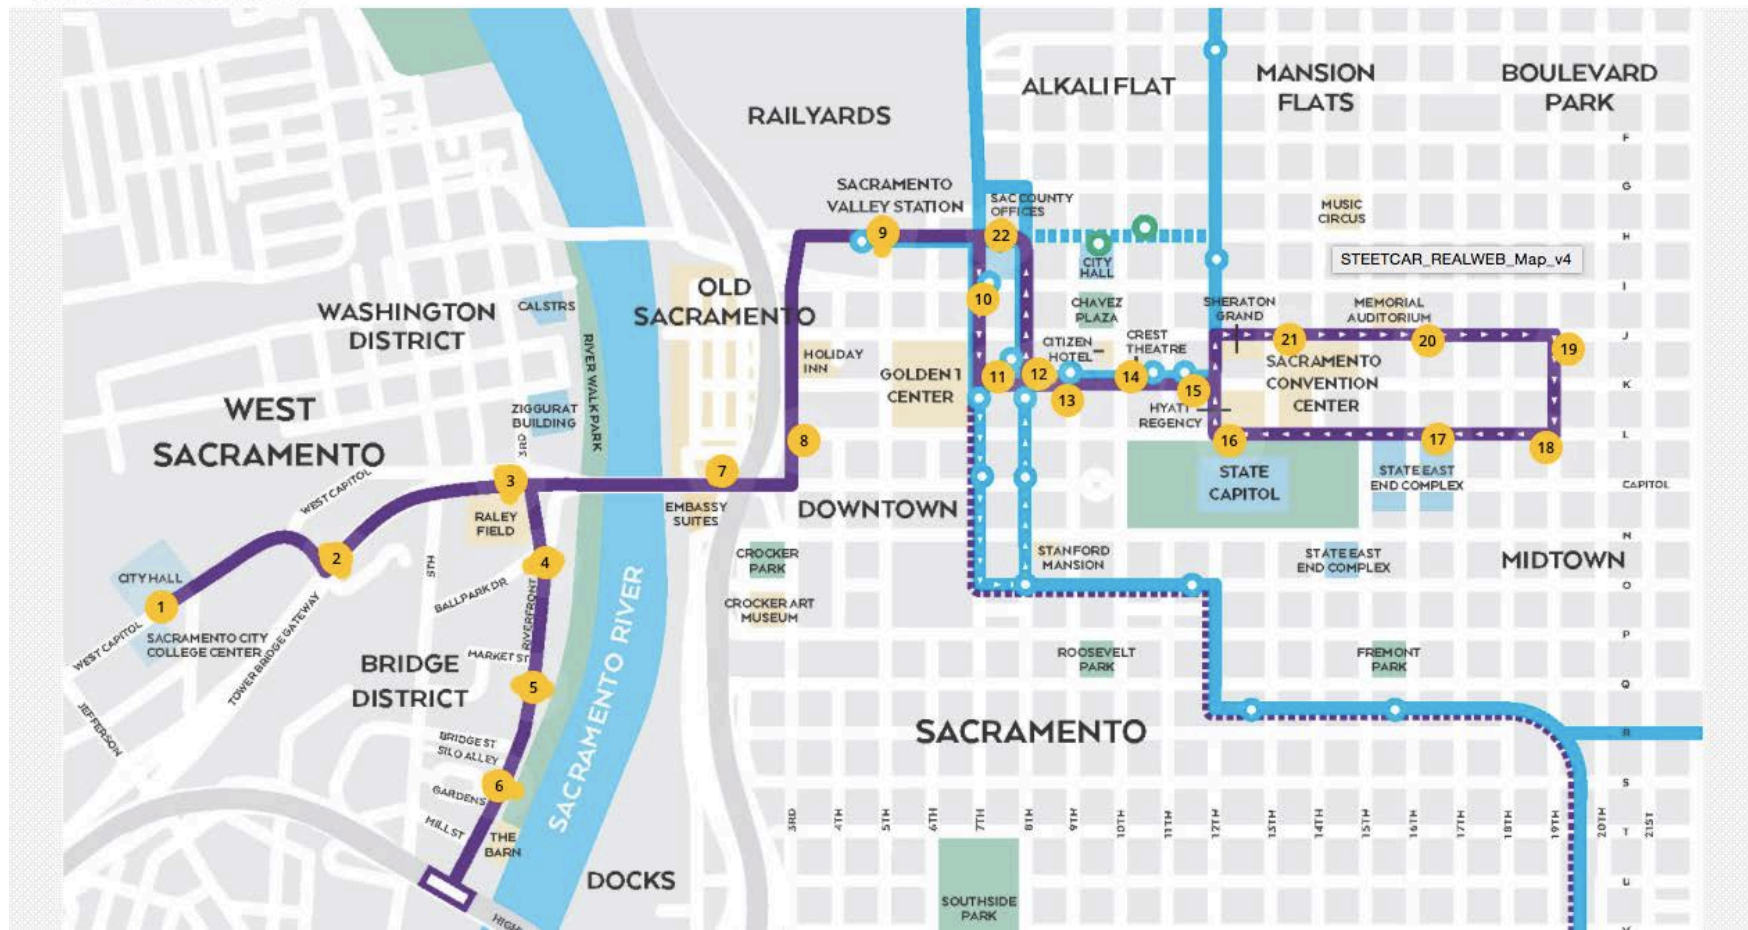 ALKALI FLAT
MANSION
FLATS
BOULEVARD
PARK
RAILYARDS
F
SACRAMENTO
VALLEY STATION
9
SAC COUNTY
OFFICES
22
G
MUSIC
CIRCUS
H
CITY
HALL
STEETCAR_REALWEB_Map_v4
I
10
OLD
SACRAMENTO
WASHINGTON
DISTRICT
CALSTRS
RIVER WALK PARK
CHAVEZ
PLAZA
SHERATON
GRAND
MEMORIAL
AUDITORIUM
J
21
20
19
CITIZEN
HOTEL
CREST
THEATRE
HOLIDAY
INN
GOLDEN 1
CENTER
11
12
13
14
15
K
SACRAMENTO
CONVENTION
CENTER
HYATT
REGENCY
WEST
SACRAMENTO
ZIGGURAT
BUILDING
3RD
8
16
17
18
L
7
STATE
CAPITOL
STATE EAST
END COMPLEX
CAPITOL
WEST CAPITOL
3
RALEY
FIELD
EMBASSY
SUITES
DOWNTOWN
N
2
4
5TH
CROCKER
PARK
STANFORD
MANSION
STATE EAST
END COMPLEX
MIDTOWN
CITY HALL
1
BALLPARK DR
RIVERFRONT
O
CROCKER ART
MUSEUM
WEST CAPITOL
SACRAMENTO CITY
COLLEGE CENTER
TOWER BRIDGE GATEWAY
MARKET ST
P
BRIDGE
DISTRICT
5
SACRAMENTO RIVER
ROOSEVELT
PARK
FREMONT
PARK
Q
JEFFERSON
SACRAMENTO
R
BRIDGE ST
SILO ALLEY
6
GARDENS
S
MILL ST
THE
BARN
3RD
4TH
5TH
6TH
7TH
8TH
9TH
10TH
11TH
12TH
13TH
14TH
15TH
16TH
17TH
18TH
19TH
20TH
21ST
T
DOCKS
U
SOUTHSIDE
PARK